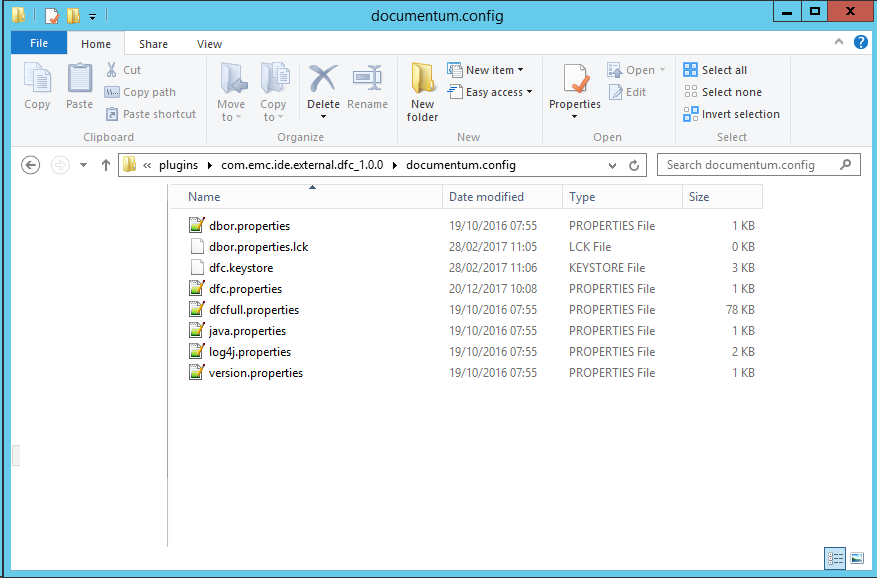 documentum.config
File Home Share View
Copy
Paste
Cut
Copy path
Paste shortcut
Clipboard
Move to
Copy to
Delete
Rename
Organize
New folder
New item
Easy access
New
Properties
Open
Edit
Open
Select all
Select none
Invert selection
Select
« plugins com.emc.ide.external.dfc_1.0.0 documentum.config
Search documentum.config
Name Date modified Type Size
dbor.properties 19/10/2016 07:55 PROPERTIES File 1 KB
dbor.properties.lck 28/02/2017 11:05 LCK File 0 KB
dfc.keystore 28/02/2017 11:06 KEYSTORE File 3 KB
dfc.properties 20/12/2017 10:08 PROPERTIES File 1 KB
dfcfull.properties 19/10/2016 07:55 PROPERTIES File 78 KB
java.properties 19/10/2016 07:55 PROPERTIES File 1 KB
log4j.properties 19/10/2016 07:55 PROPERTIES File 2 KB
version.properties 19/10/2016 07:55 PROPERTIES File 1 KB